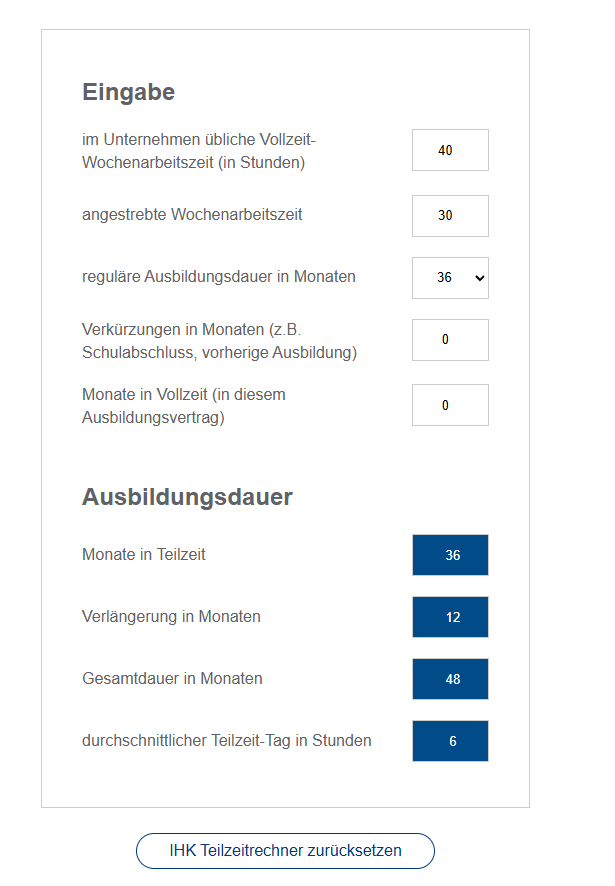 Eingabe
im Unternehmen übliche Vollzeit-
Wochenarbeitszeit (in Stunden)
40
angestrebte Wochenarbeitszeit
30
reguläre Ausbildungsdauer in Monaten
36
Verkürzungen in Monaten (z.B.
Schulabschluss, vorherige Ausbildung)
0
Monate in Vollzeit (in diesem
Ausbildungsvertrag)
0
Ausbildungsdauer
Monate in Teilzeit
36
Verlängerung in Monaten
12
Gesamtdauer in Monaten
48
durchschnittlicher Teilzeit-Tag in Stunden
6
IHK Teilzeitrechner zurücksetzen